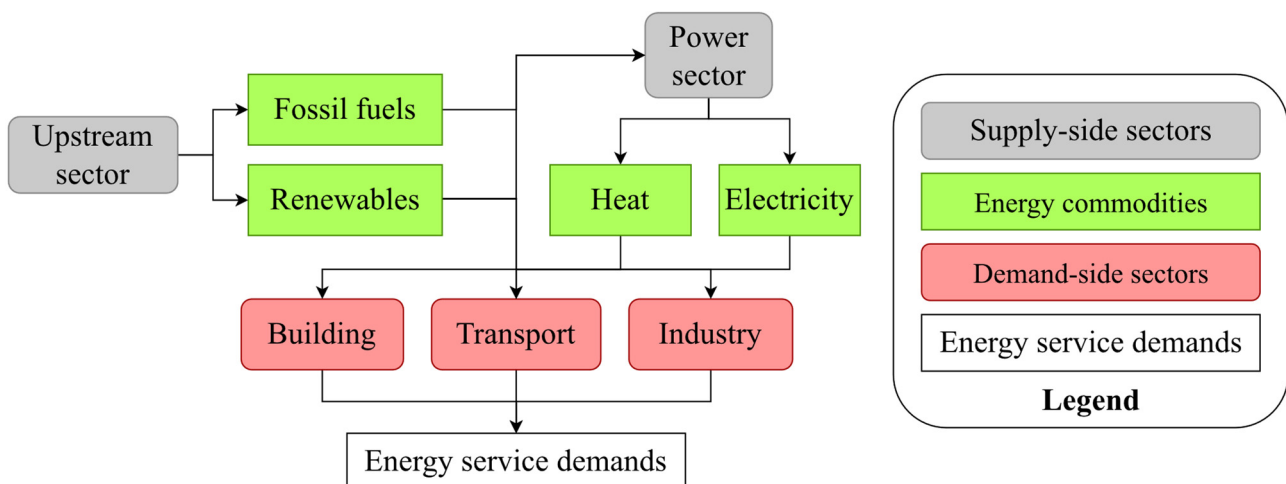 Power
sector
Fossil fuels
Upstream
sector
Renewables
Heat
Electricity
Building
Transport
Industry
Energy service demands
Supply-side sectors
Energy commodities
Demand-side sectors
Energy service demands
Legend